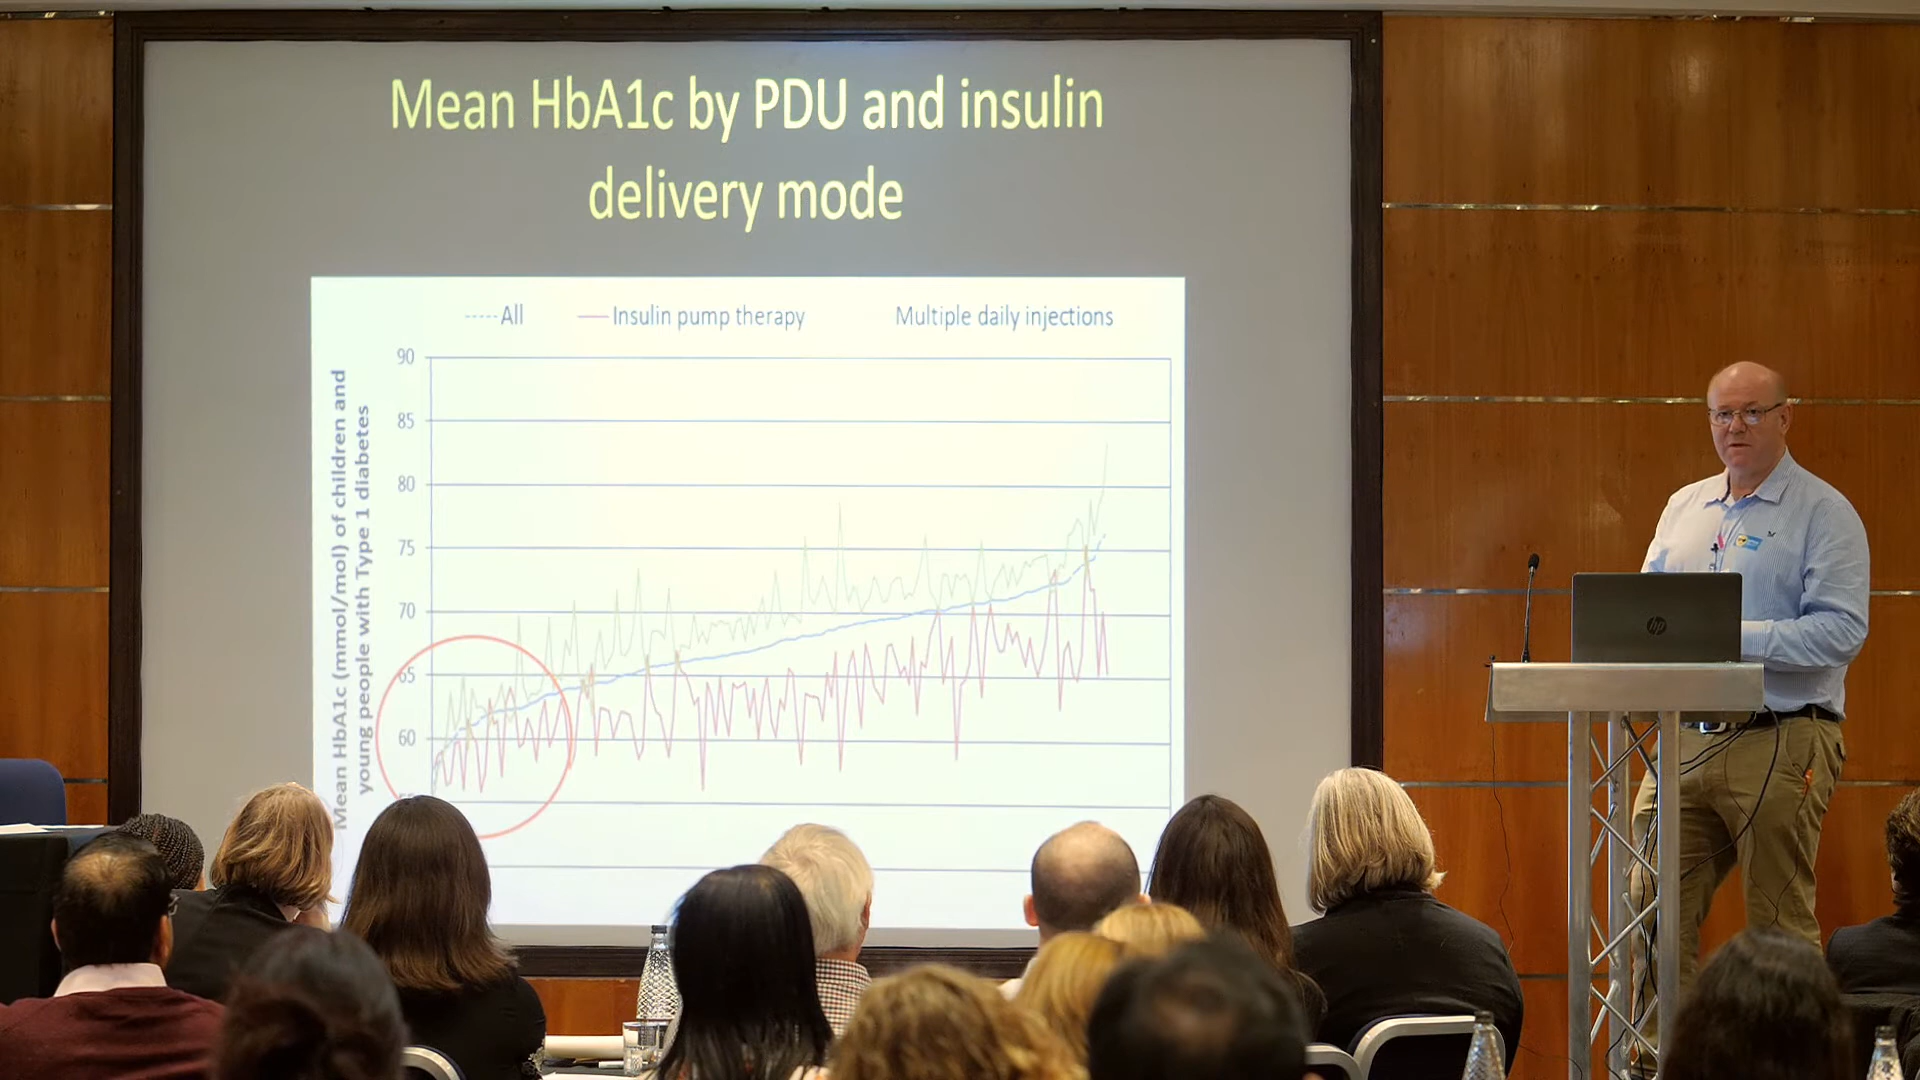 Mean HbA1c by PDU and insulin
delivery mode
All
Insulin pump therapy
Multiple daily injections
Mean HbA1c (mmol/mol) of children and
young people with Type 1 diabetes
90
85
80
75
70
65
60
hp